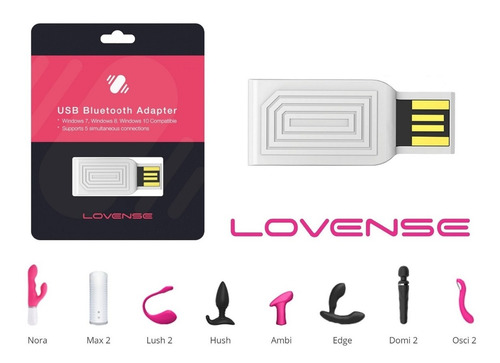 USB Bluetooth Adapter
• Windows 7, Windows 8, Windows 10 Compatible
• Supports 5 simultaneous connections
LOVENSE
LOVENSE
Nora
Max 2
Lush 2
Hush
Ambi
Edge
Domi 2
Osci 2